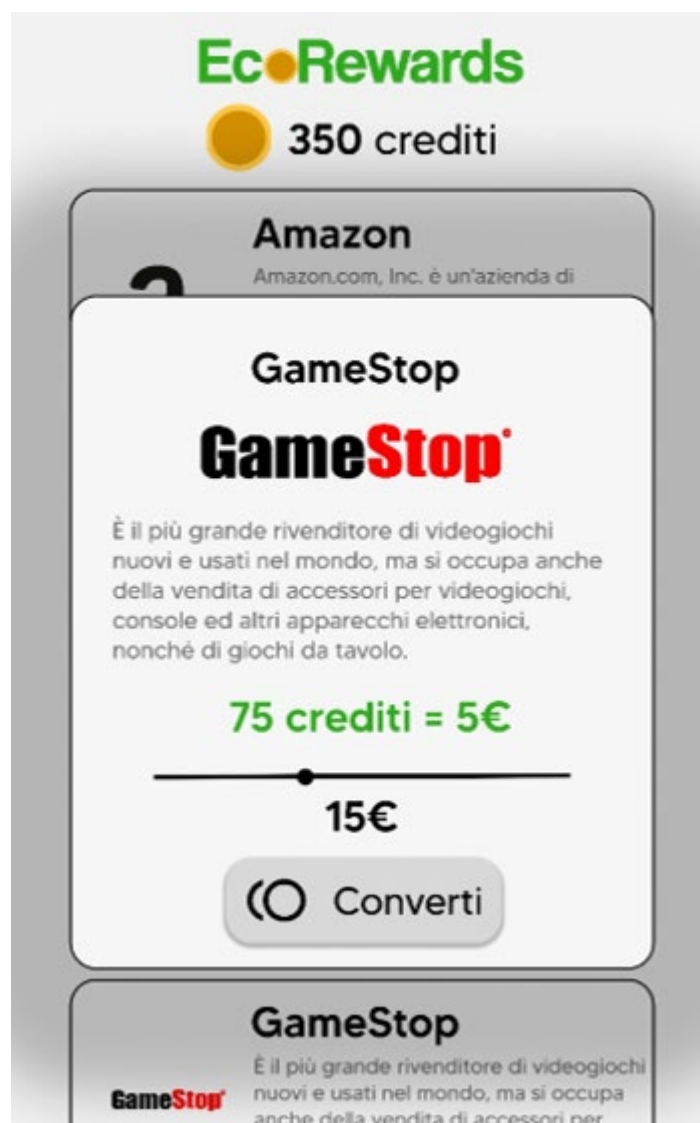 EcoRewards
350 crediti
Amazon
Amazon.com, Inc. è un'azienda di
GameStop
GameStop
È il più grande rivenditore di videogiochi
nuovi e usati nel mondo, ma si occupa anche
della vendita di accessori per videogiochi,
console ed altri apparecchi elettronici,
nonché di giochi da tavolo.
75 crediti = 5€
15€
Converti
GameStop
È il più grande rivenditore di videogiochi
GameStop
nuovi e usati nel mondo, ma si occupa
anche della vendita di accessori per